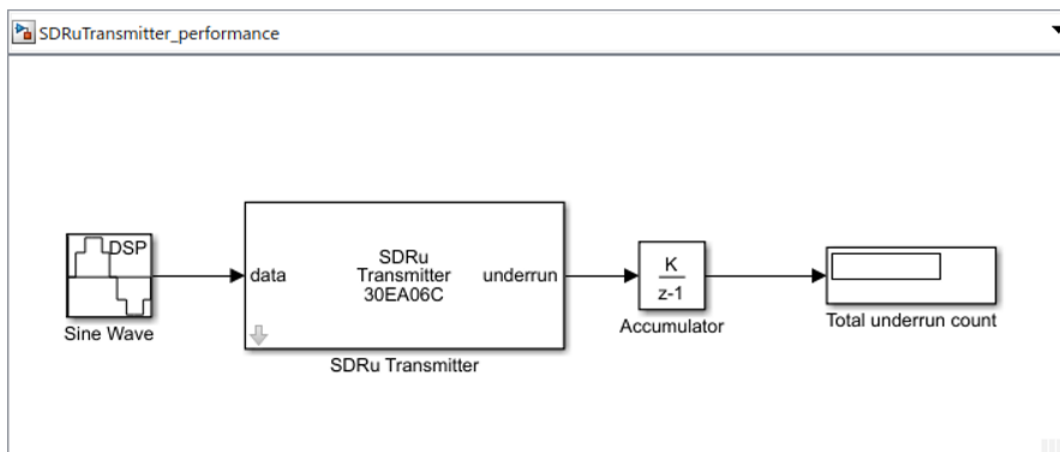 SDRuTransmitter_performance
DSP
Sine Wave
data
SDRu
Transmitter
30EA06C
underrun
SDRu Transmitter
K
z-1
Accumulator
Total underrun count